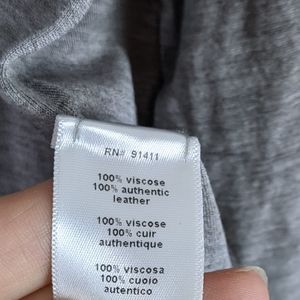 RN# 91411
100% viscose
100% authentic
leather
100% viscose
100% cuir
authentique
100% viscosa
100% cuoio
autentico